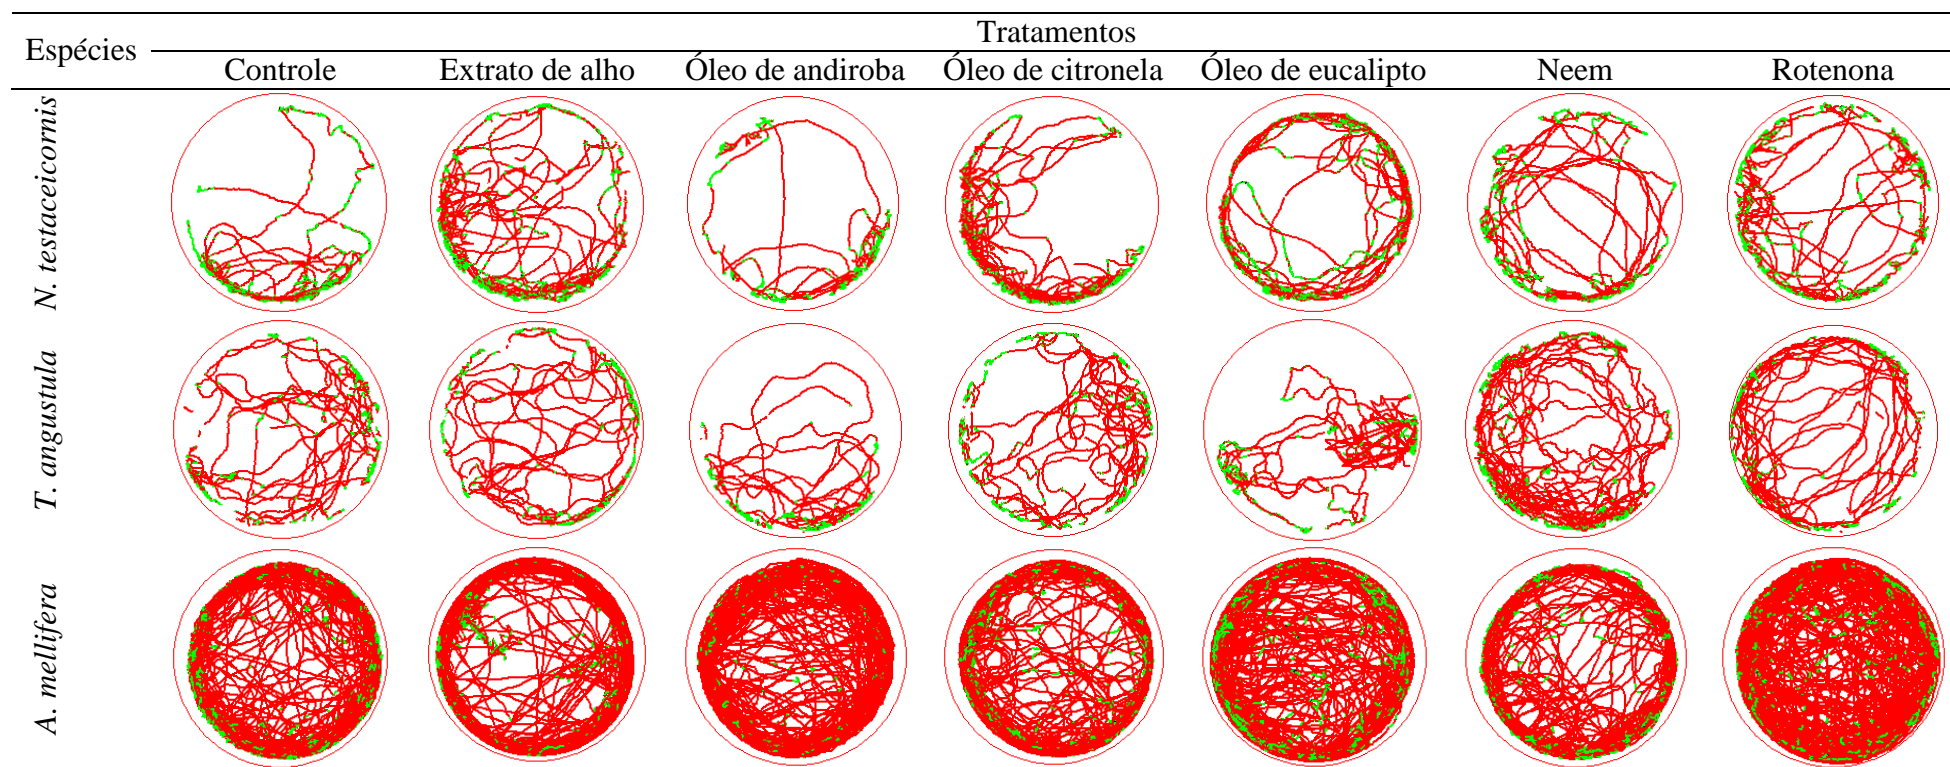 Espécies
Tratamentos
Controle Extrato de alho Óleo de andiroba Óleo de citronela Óleo de eucalipto Neem Rotenona
N. testaceicornis
T. angustula
A. mellifera